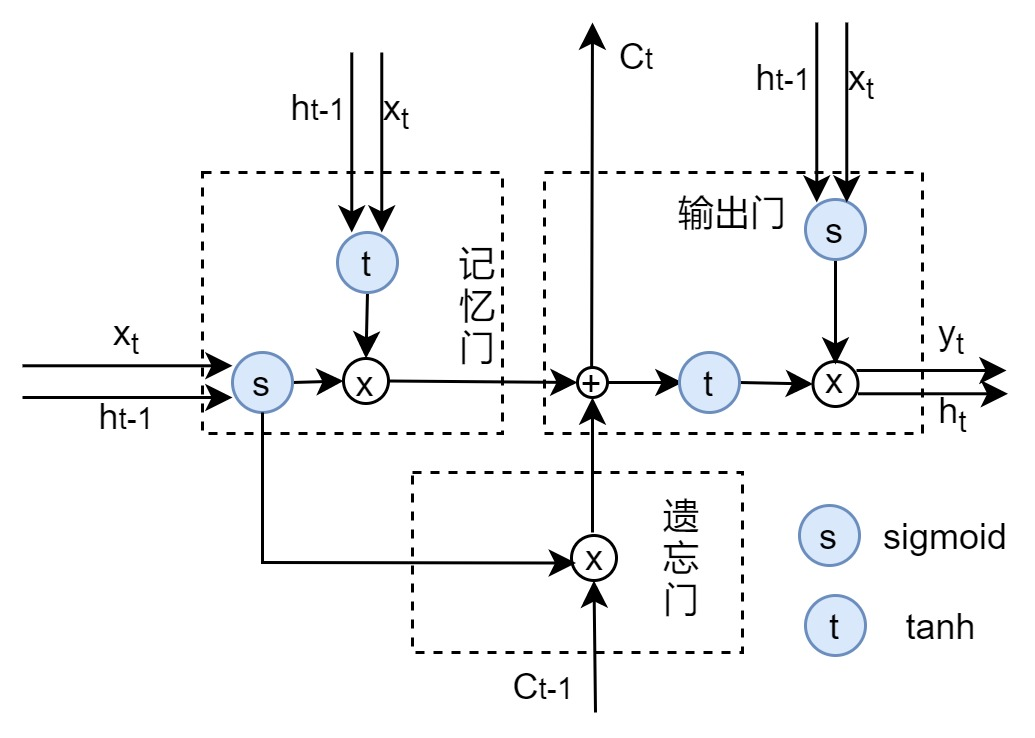 Ct
ht-1
xt
ht-1
xt
输出门
s
t
记忆门
xt
ht-1
s
x
+
t
x
yt
ht
遗忘门
x
Ct-1
s
sigmoid
t
tanh